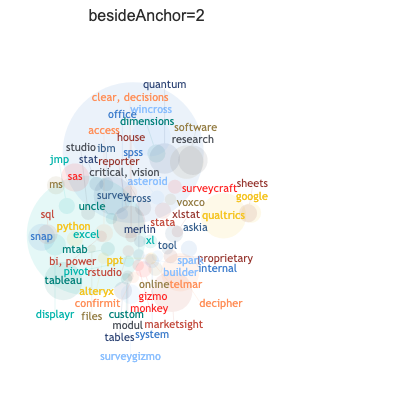 besideAnchor=2
quantum
clear, decisions
wincross
office
dimensions
software
access
house
research
studio
ibm
spss
jmp
stat
reporter
critical, vision
sas
asteroid
ms
surveycraft
sheets
survey
cross
voxco
google
uncle
sql
xlstat
qualtrics
python
stata
askia
snap
excel
merlin
xl
tool
mtab
bi, power
ppt
spark
proprietary
pivot
rstudio
builder
internal
tableau
online
telmar
alteryx
gizmo
confirmit
monkey
decipher
displayr
files
custom
modul
marketsight
tables
system
surveygizmo